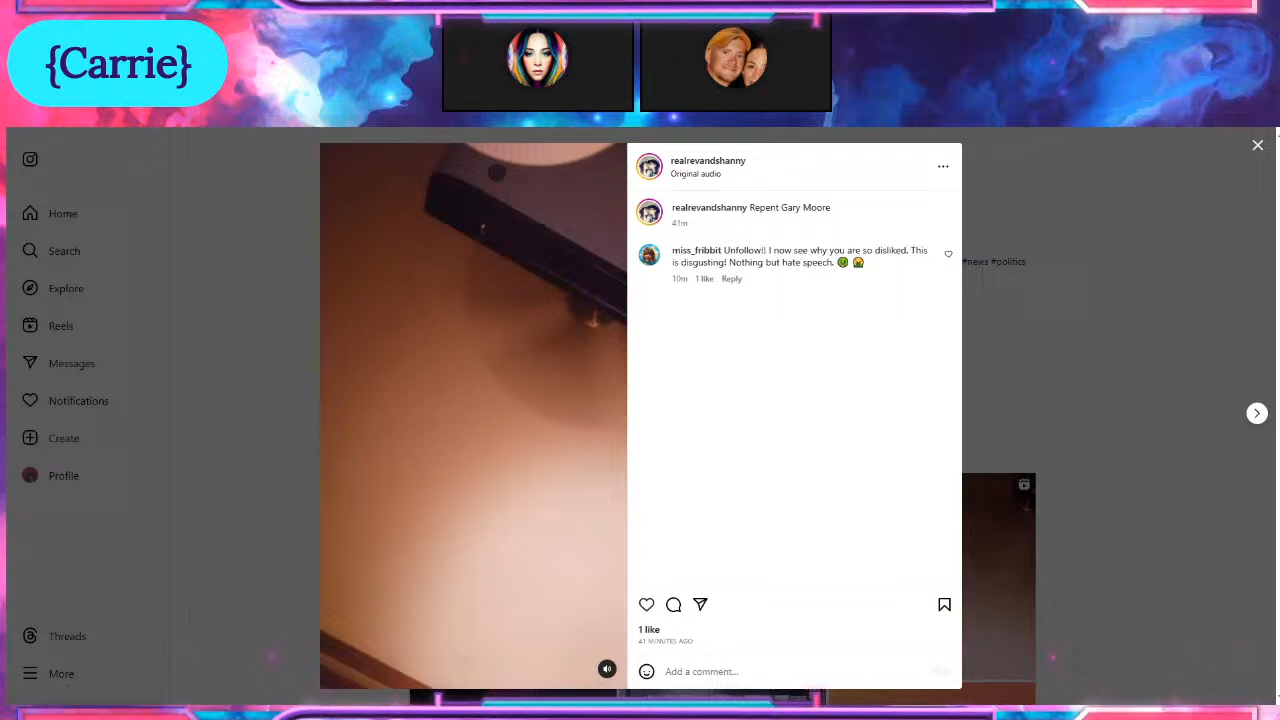 {Carrie}
Home
Search
Explore
Reels
Messages
Notifications
Create
Profile
Threads
More
realrevandshanny
Original audio
realrevandshanny Repent Gary Moore
41m
miss_fribbit Unfollow!! I now see why you are so disliked. This
is disgusting! Nothing but hate speech.
10m 1 like Reply
1 like
41 MINUTES AGO
Add a comment...
#news #politics